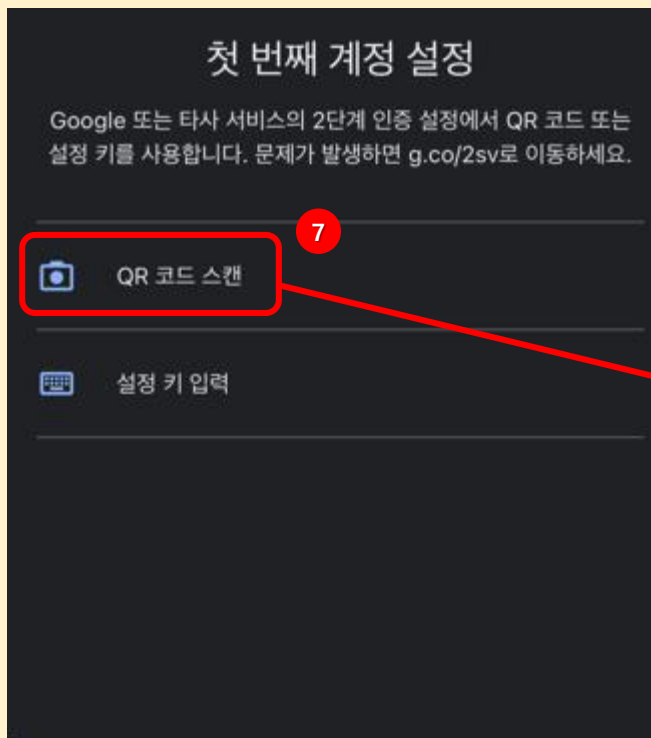 첫 번째 계정 설정
Google 또는 타사 서비스의 2단계 인증 설정에서 QR 코드 또는
설정 키를 사용합니다. 문제가 발생하면 g.co/2sv로 이동하세요.
7
QR 코드 스캔
설정 키 입력